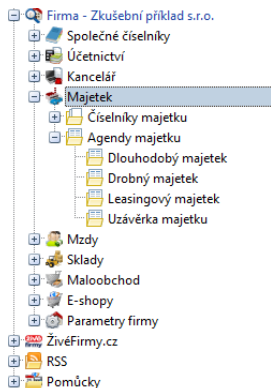 Firma - Zkušební příklad s.r.o.
Společné číselníky
Účetnictví
Kancelář
Majetek
Číselníky majetku
Agendy majetku
Dlouhodobý majetek
Drobný majetek
Leasingový majetek
Uzávěrka majetku
Mzdy
Sklady
Maloobchod
E-shopy
Parametry firmy
ŽivéFirmy.cz
RSS
Pomůcky